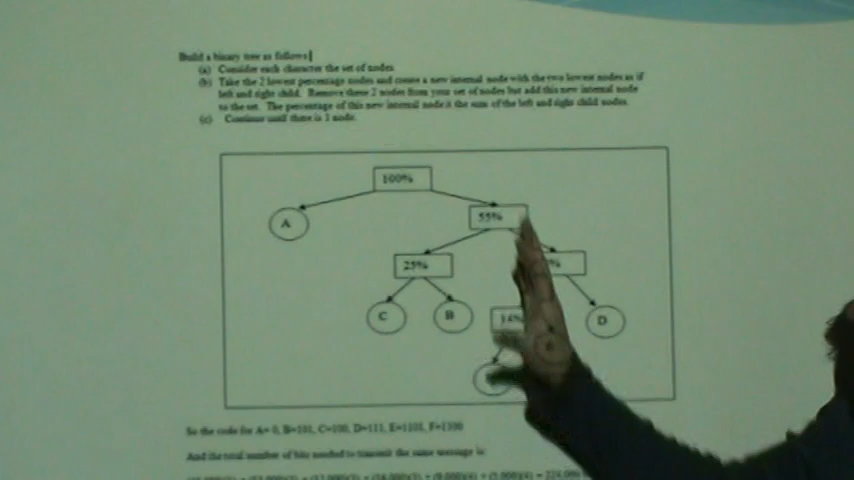 Build a binary tree as follows
(a) Consider each character the set of nodes
(b) Take the 2 lowest percentage nodes and create a new internal node with the two lowest nodes as if
left and right child. Remove these 2 nodes from your set of nodes but add this new internal node
to the set. The percentage of this new internal node is the sum of the left and right child nodes.
(c) Continue until there is 1 node.
100%
A
55%
25%
%
C
B
14%
D
E
So the code for A= 0, B=101, C=100, D=111, E=1101, F=1100
And the total number of bits needed to transmit the same message is: